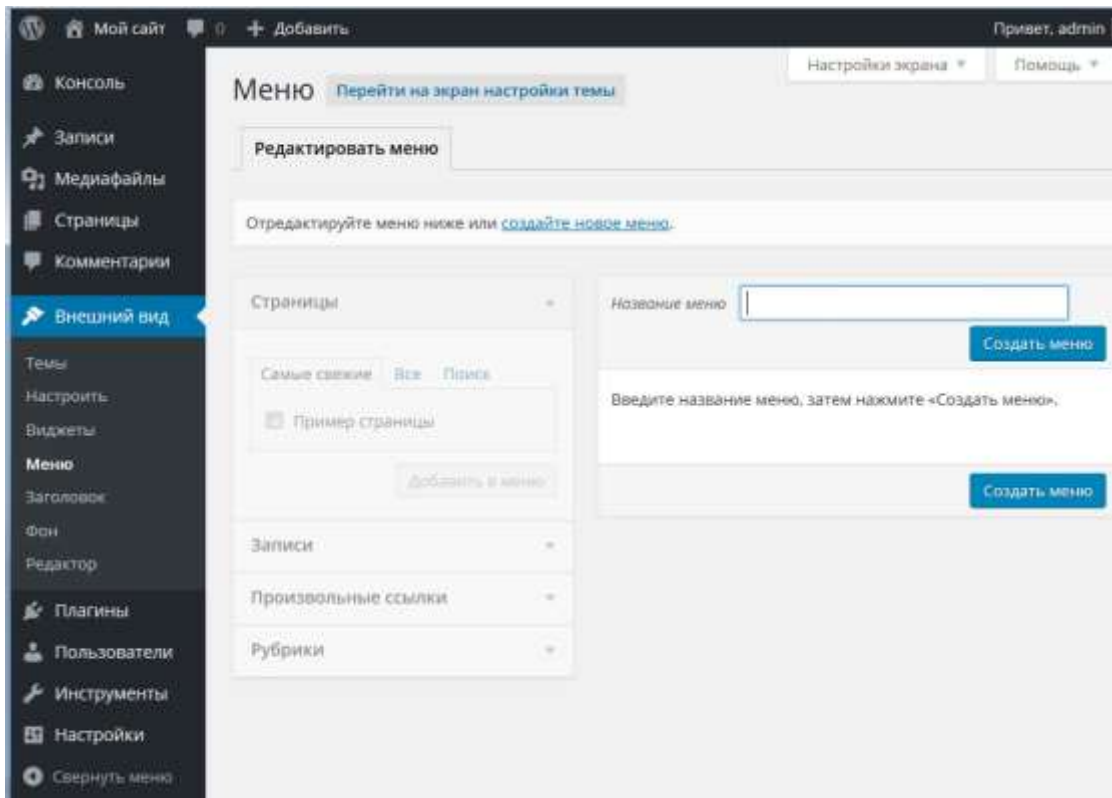 Мой сайт 0 Добавить Привет, admin
Консоль
Записи
Медиафайлы
Страницы
Комментарии
Внешний вид
Темы
Настроить
Виджеты
Меню
Заголовок
Фон
Редактор
Плагины
Пользователи
Инструменты
Настройки
Свернуть меню
Настройки экрана Помощь
Меню Перейти на экран настройки темы
Редактировать меню
Отредактируйте меню ниже или создайте новое меню.
Страницы
Самые свежие Все Поиск
Пример страницы
Добавить в меню
Записи
Произвольные ссылки
Рубрики
Название меню
Создать меню
Введите название меню, затем нажмите «Создать меню».
Создать меню